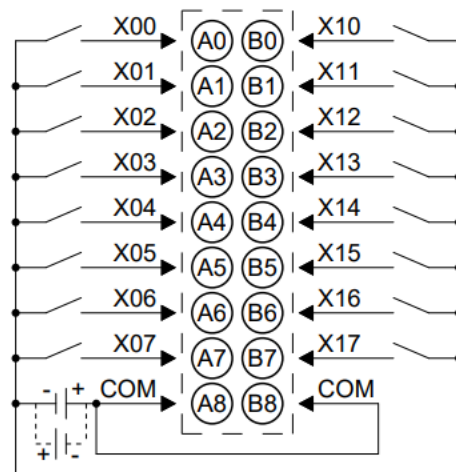 X00 A0 B0 X10
X01 A1 B1 X11
X02 A2 B2 X12
X03 A3 B3 X13
X04 A4 B4 X14
X05 A5 B5 X15
X06 A6 B6 X16
X07 A7 B7 X17
- + COM A8 B8 COM
+ -